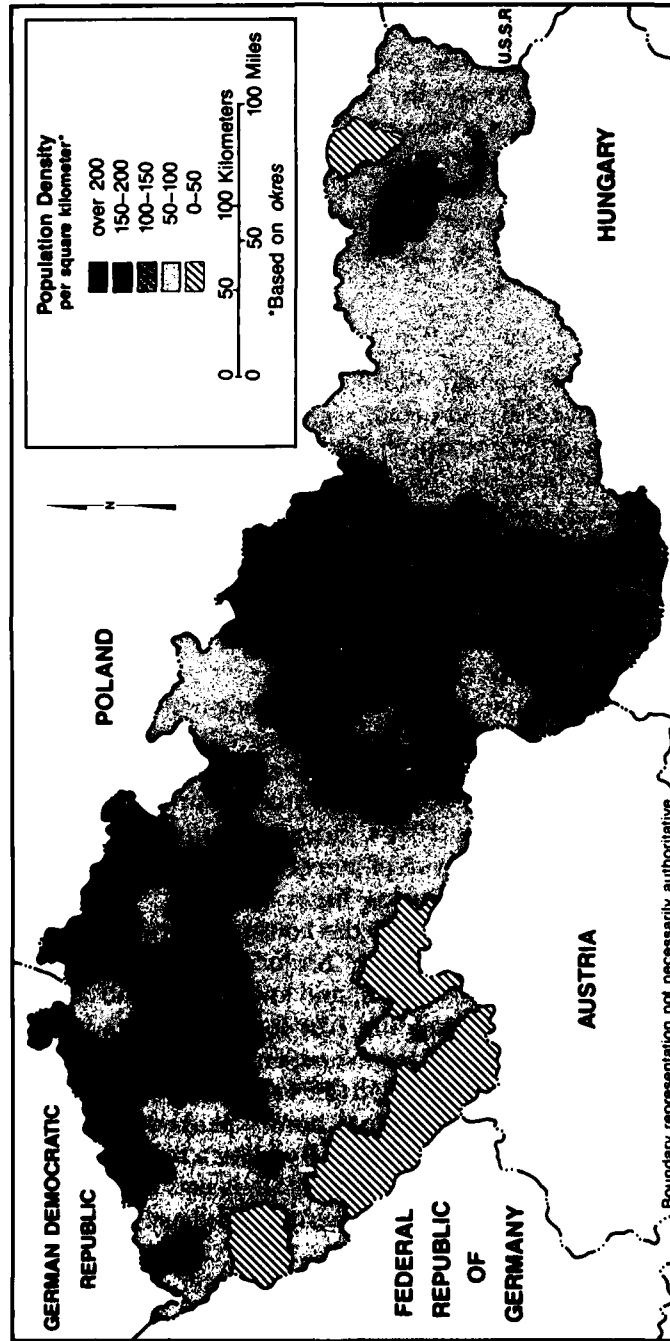 Population Density
per square kilometer*
over 200
150–200
100–150
50–100
0–50
0 50 100 Kilometers
0 50 100 Miles
*Based on okres
N
GERMAN DEMOCRATIC
REPUBLIC
POLAND
U.S.S.R
FEDERAL
REPUBLIC
OF
GERMANY
AUSTRIA
HUNGARY
Boundary representation not necessarily authoritative